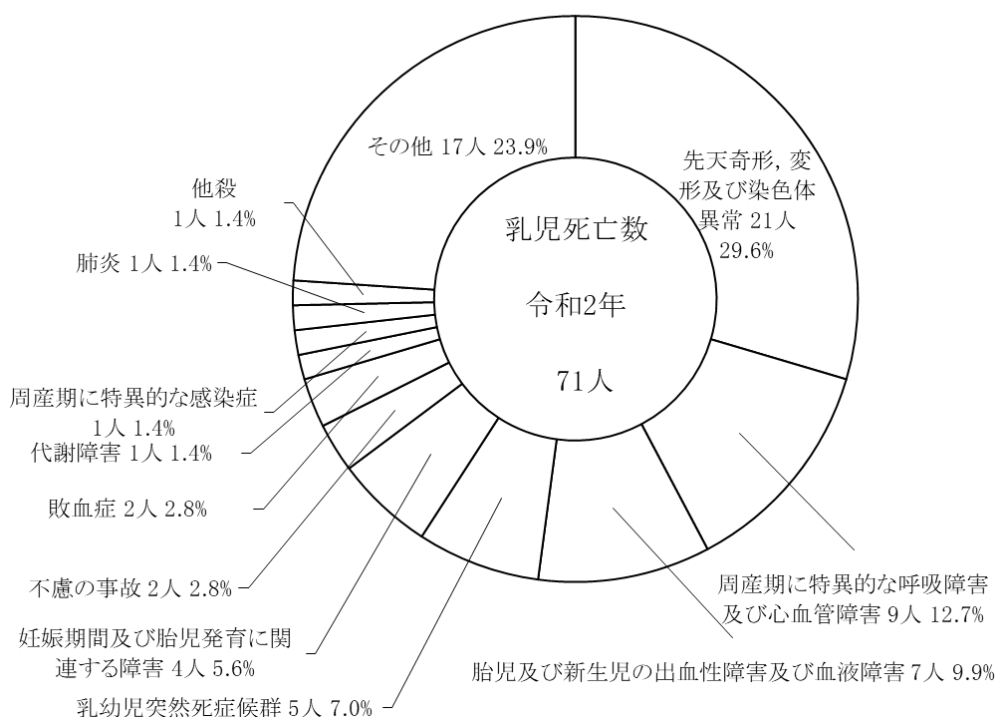 乳児死亡数
令和2年
71人
先天奇形, 変
形及び染色体
異常 21人
29.6%
周産期に特異的な呼吸障害
及び心血管障害 9人 12.7%
胎児及び新生児の出血性障害及び血液障害 7人 9.9%
乳幼児突然死症候群 5人 7.0%
妊娠期間及び胎児発育に関
連する障害 4人 5.6%
不慮の事故 2人 2.8%
敗血症 2人 2.8%
代謝障害 1人 1.4%
周産期に特異的な感染症
1人 1.4%
肺炎 1人 1.4%
他殺
1人 1.4%
その他 17人 23.9%